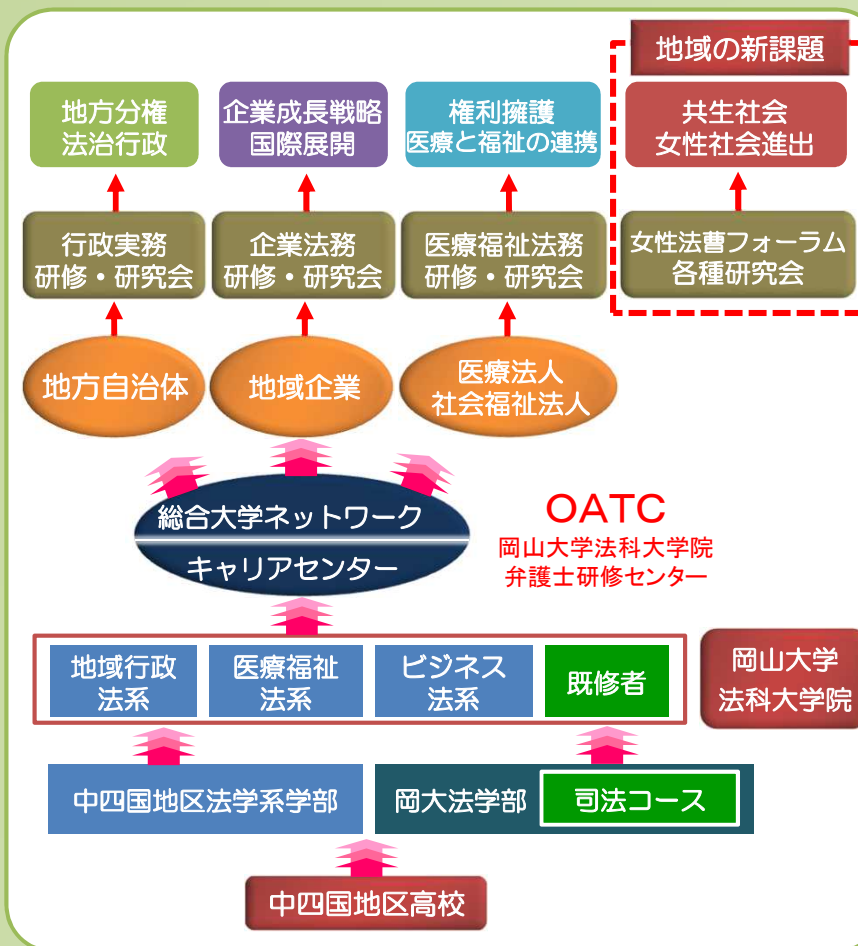 地域の新課題
地方分権
法治行政
企業成長戦略
国際展開
権利擁護
医療と福祉の連携
共生社会
女性社会進出
行政実務
研修・研究会
企業法務
研修・研究会
医療福祉法務
研修・研究会
女性法曹フォーラム
各種研究会
地方自治体
地域企業
医療法人
社会福祉法人
総合大学ネットワーク
キャリアセンター
OATC
岡山大学法科大学院
弁護士研修センター
地域行政
法系
医療福祉
法系
ビジネス
法系
既修者
岡山大学
法科大学院
中四国地区法学系学部
岡大法学部
司法コース
中四国地区高校